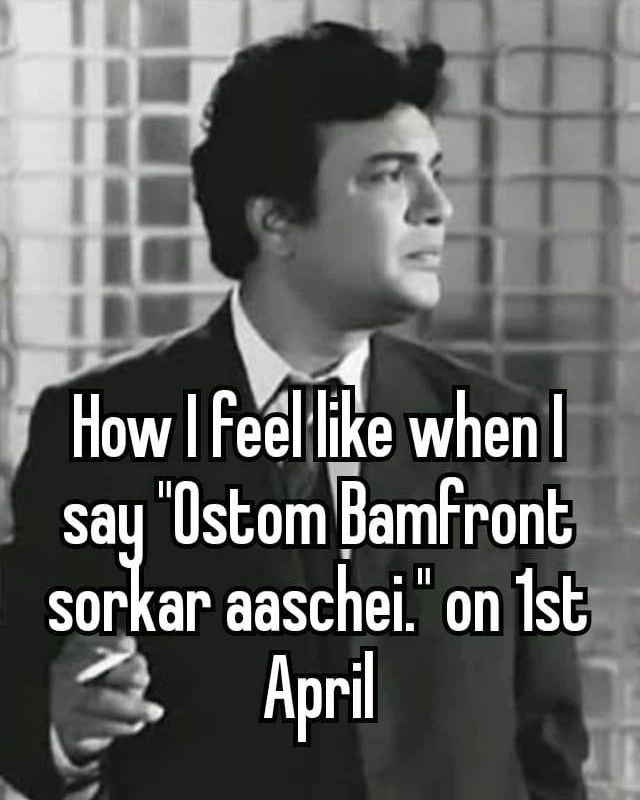 How I feel like when I
say "Ostom Bamfront
sorkar aaschei." on 1st
April